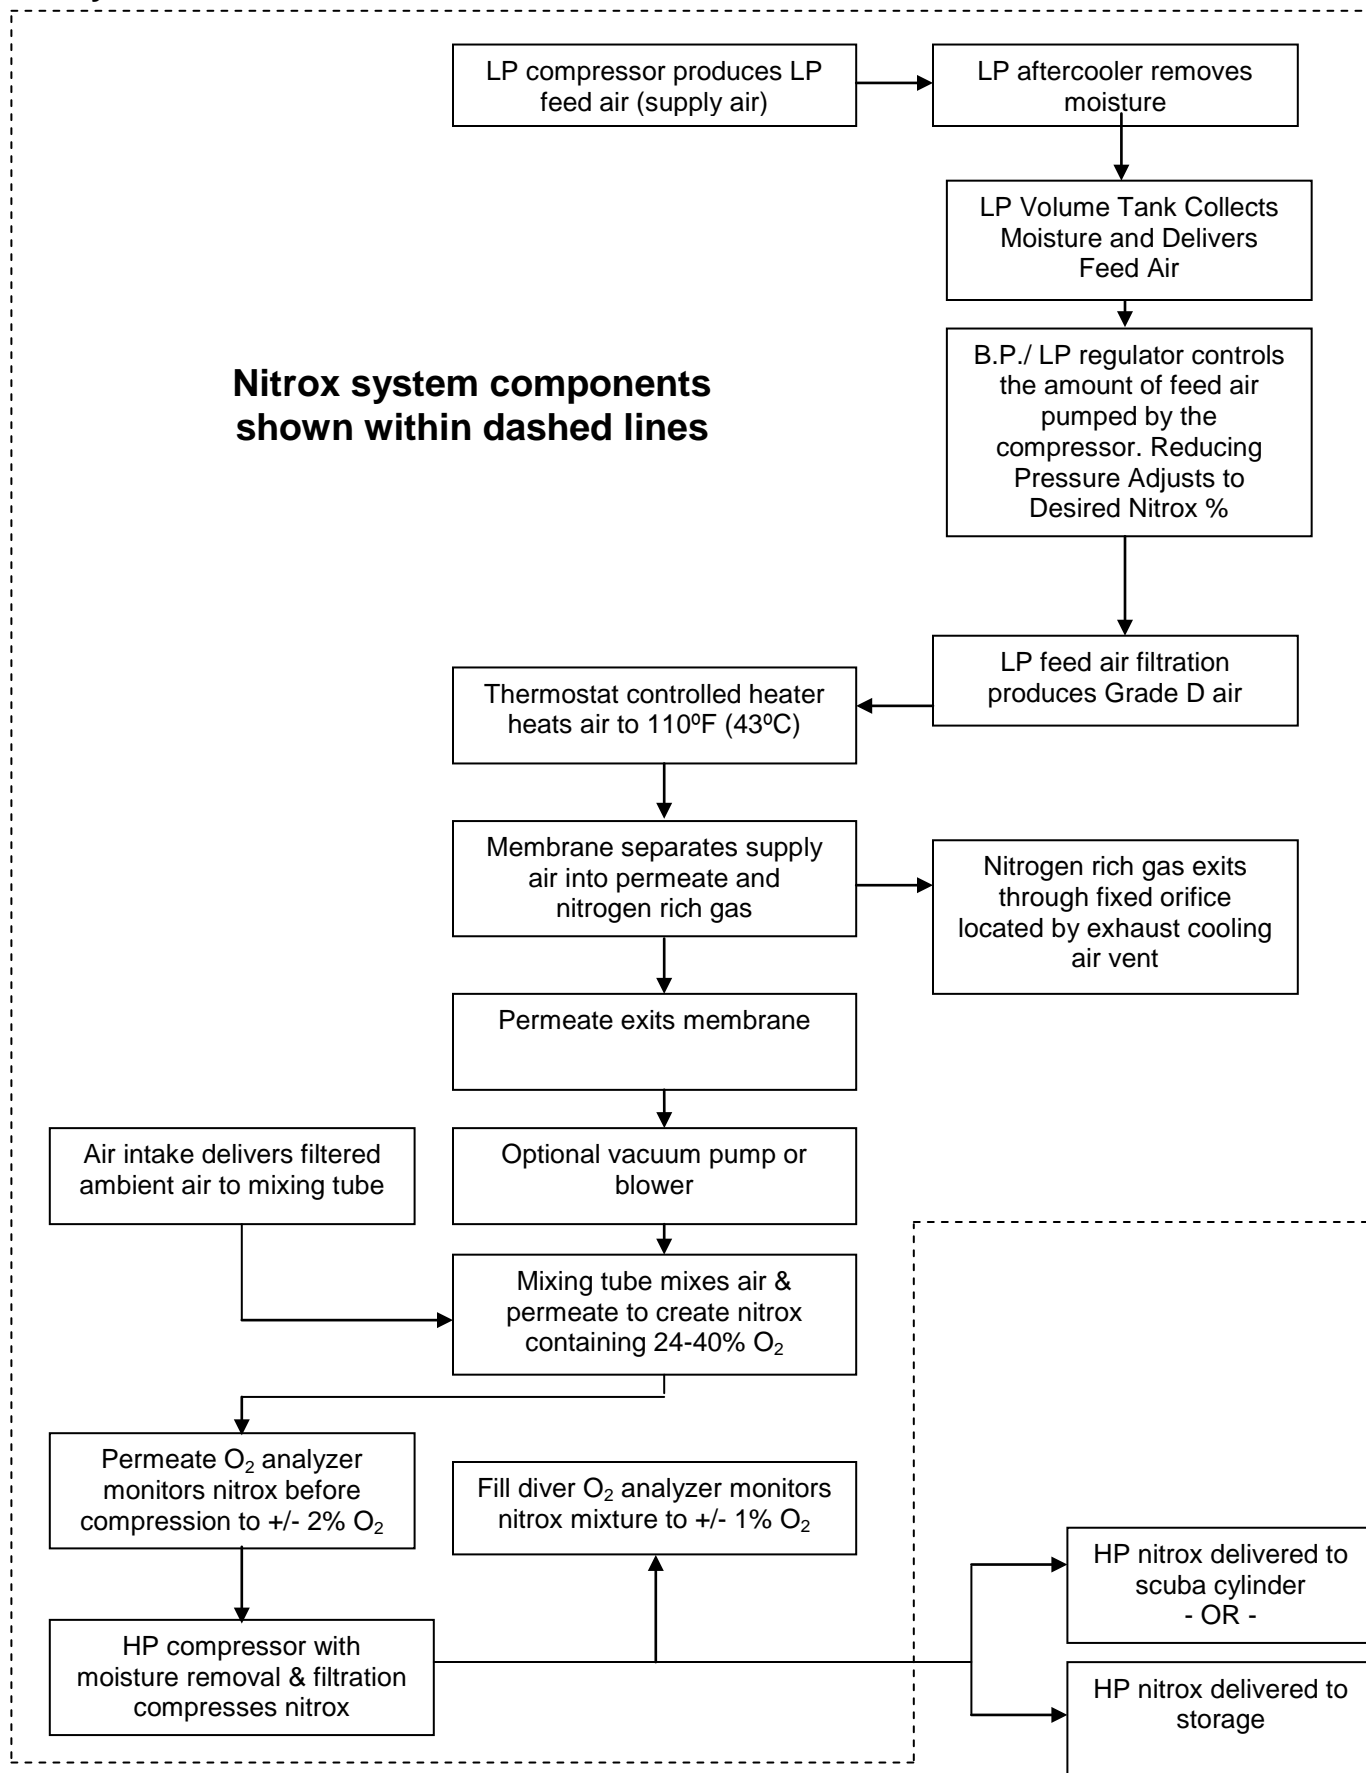 LP compressor produces LP
feed air (supply air)
LP aftercooler removes
moisture
LP Volume Tank Collects
Moisture and Delivers
Feed Air
Nitrox system components
shown within dashed lines
B.P./ LP regulator controls
the amount of feed air
pumped by the
compressor. Reducing
Pressure Adjusts to
Desired Nitrox %
LP feed air filtration
produces Grade D air
Thermostat controlled heater
heats air to 110ºF (43ºC)
Membrane separates supply
air into permeate and
nitrogen rich gas
Nitrogen rich gas exits
through fixed orifice
located by exhaust cooling
air vent
Permeate exits membrane
Air intake delivers filtered
ambient air to mixing tube
Optional vacuum pump or
blower
Mixing tube mixes air &
permeate to create nitrox
containing 24-40% O₂
Permeate O₂ analyzer
monitors nitrox before
compression to +/- 2% O₂
Fill diver O₂ analyzer monitors
nitrox mixture to +/- 1% O₂
HP nitrox delivered to
scuba cylinder
- OR -
HP compressor with
moisture removal & filtration
compresses nitrox
HP nitrox delivered to
storage